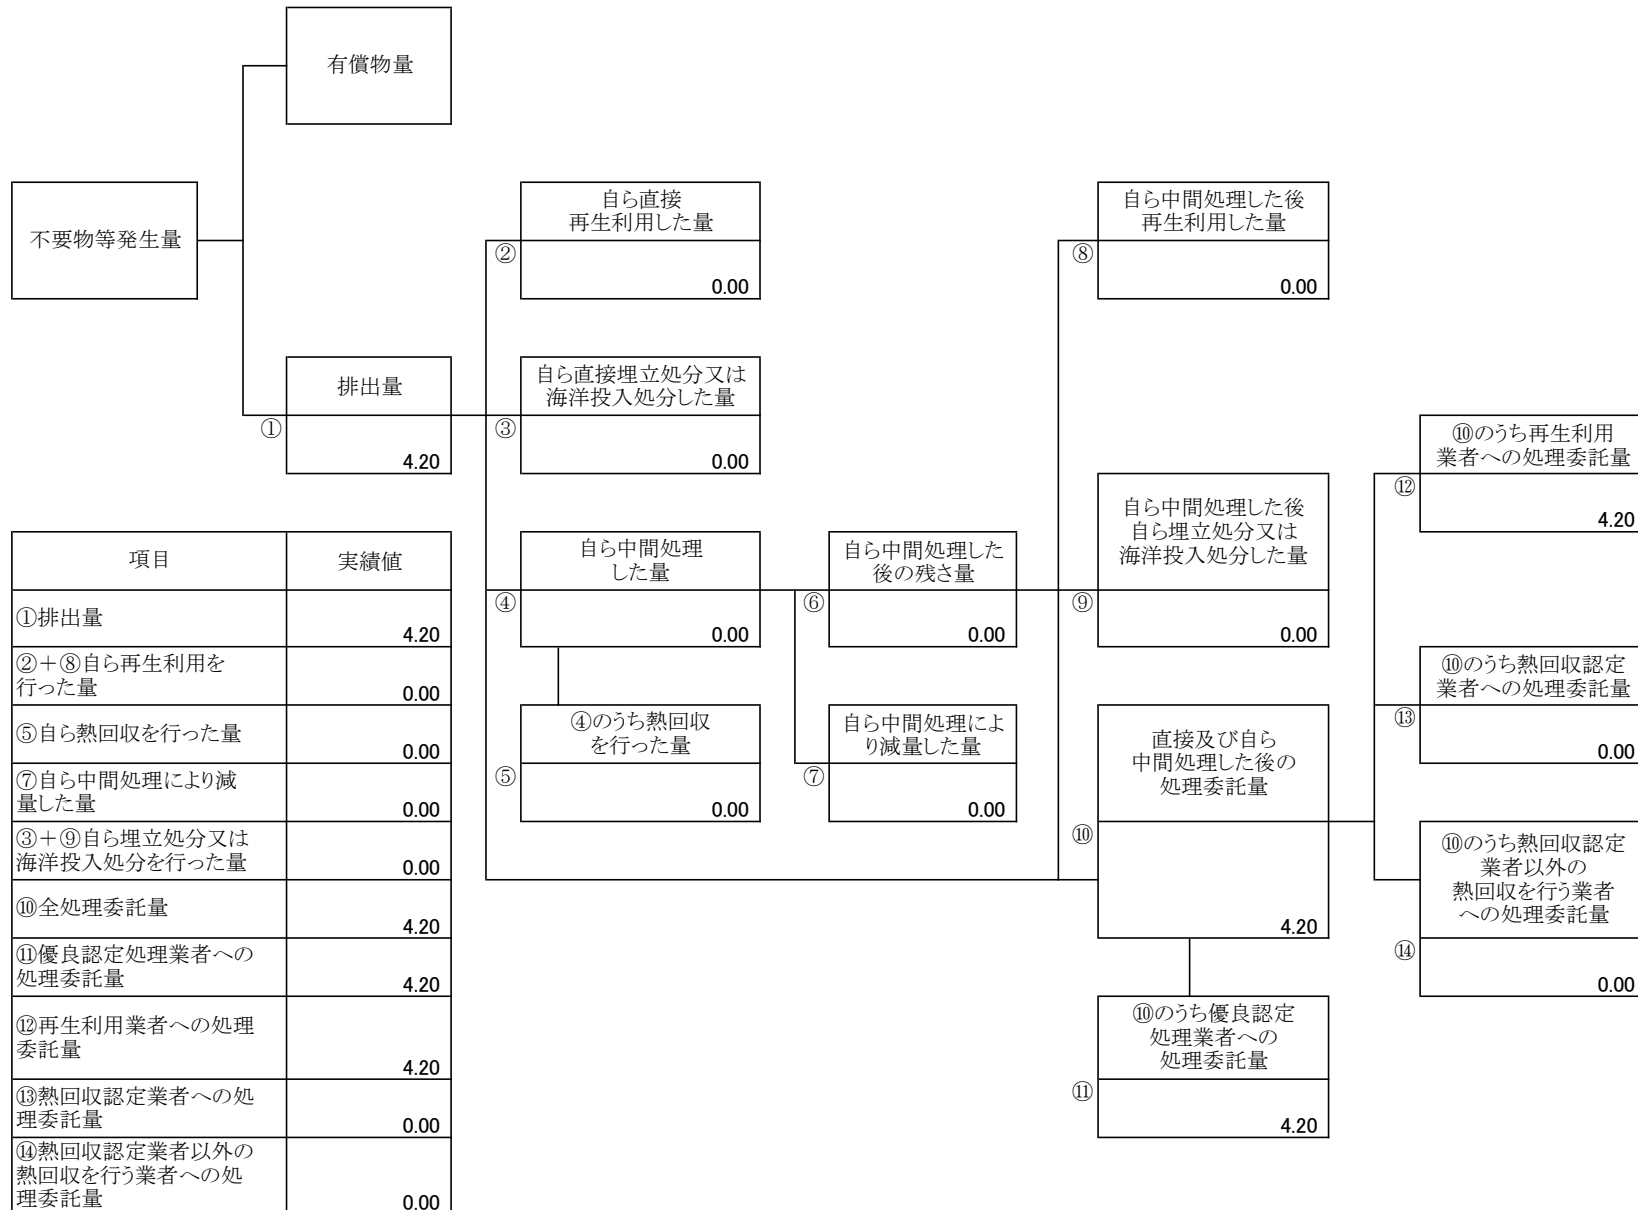 有償物量
不要物等発生量
自ら直接
再生利用した量
②
0.00
自ら中間処理した後
再生利用した量
⑧
0.00
排出量
①
4.20
自ら直接埋立処分又は
海洋投入処分した量
③
0.00
⑩のうち再生利用
業者への処理委託量
⑫
4.20
自ら中間処理
した量
④
0.00
自ら中間処理した
後の残さ量
⑥
0.00
自ら中間処理した後
自ら埋立処分又は
海洋投入処分した量
⑨
0.00
⑩のうち熱回収認定
業者への処理委託量
⑬
0.00
④のうち熱回収
を行った量
⑤
0.00
自ら中間処理によ
り減量した量
⑦
0.00
直接及び自ら
中間処理した後の
処理委託量
⑩
4.20
⑩のうち熱回収認定
業者以外の
熱回収を行う業者
への処理委託量
⑭
0.00
⑩のうち優良認定
処理業者への
処理委託量
⑪
4.20
項目 実績値
①排出量
4.20
②＋⑧自ら再生利用を
行った量
0.00
⑤自ら熱回収を行った量
0.00
⑦自ら中間処理により減
量した量
0.00
③＋⑨自ら埋立処分又は
海洋投入処分を行った量
0.00
⑩全処理委託量
4.20
⑪優良認定処理業者への
処理委託量
4.20
⑫再生利用業者への処理
委託量
4.20
⑬熱回収認定業者への処
理委託量
0.00
⑭熱回収認定業者以外の
熱回収を行う業者への処
理委託量
0.00